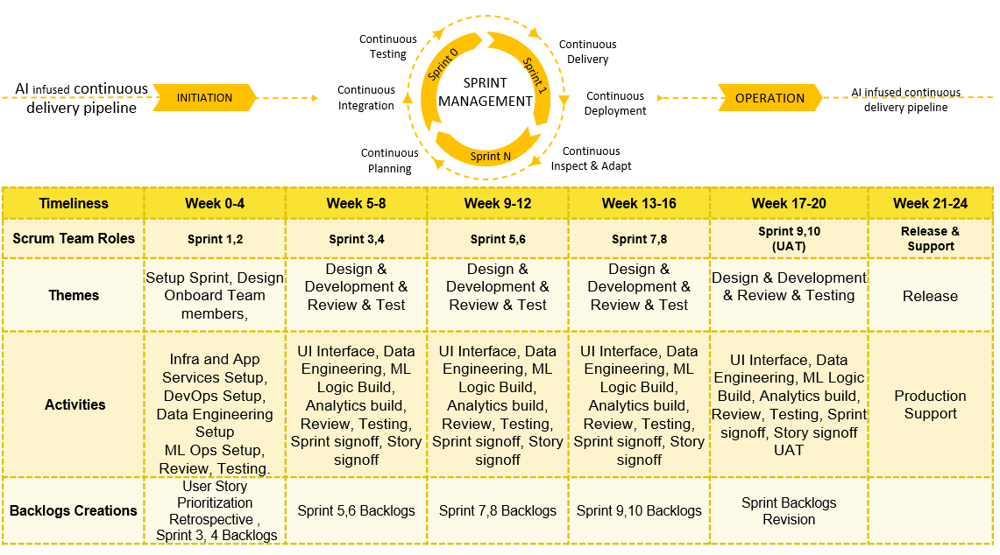 AI infused continuous
delivery pipeline
INITIATION
Continuous
Testing
Continuous
Integration
Continuous
Planning
Sprint 0
Sprint 1
Sprint N
SPRINT
MANAGEMENT
Continuous
Delivery
Continuous
Deployment
Continuous
Inspect & Adapt
OPERATION
AI infused continuous
delivery pipeline
Timeliness
Week 0-4
Week 5-8
Week 9-12
Week 13-16
Week 17-20
Week 21-24
Scrum Team Roles
Sprint 1,2
Sprint 3,4
Sprint 5,6
Sprint 7,8
Sprint 9,10
(UAT)
Release &
Support
Themes
Setup Sprint, Design
Onboard Team
members,
Design &
Development &
Review & Test
Design &
Development &
Review & Test
Design &
Development &
Review & Test
Design & Development
& Review & Testing
Release
Activities
Infra and App
Services Setup,
DevOps Setup,
Data Engineering
Setup
ML Ops Setup,
Review, Testing.
UI Interface, Data
Engineering, ML
Logic Build,
Analytics build,
Review, Testing,
Sprint signoff, Story
signoff
UI Interface, Data
Engineering, ML
Logic Build,
Analytics build,
Review, Testing,
Sprint signoff, Story
signoff
UI Interface, Data
Engineering, ML
Logic Build,
Analytics build,
Review, Testing,
Sprint signoff, Story
signoff
UI Interface, Data
Engineering, ML Logic
Build, Analytics build,
Review, Testing, Sprint
signoff, Story signoff
UAT
Production
Support
Backlogs Creations
User Story
Prioritization
Retrospective ,
Sprint 3, 4 Backlogs
Sprint 5,6 Backlogs
Sprint 7,8 Backlogs
Sprint 9,10 Backlogs
Sprint Backlogs
Revision